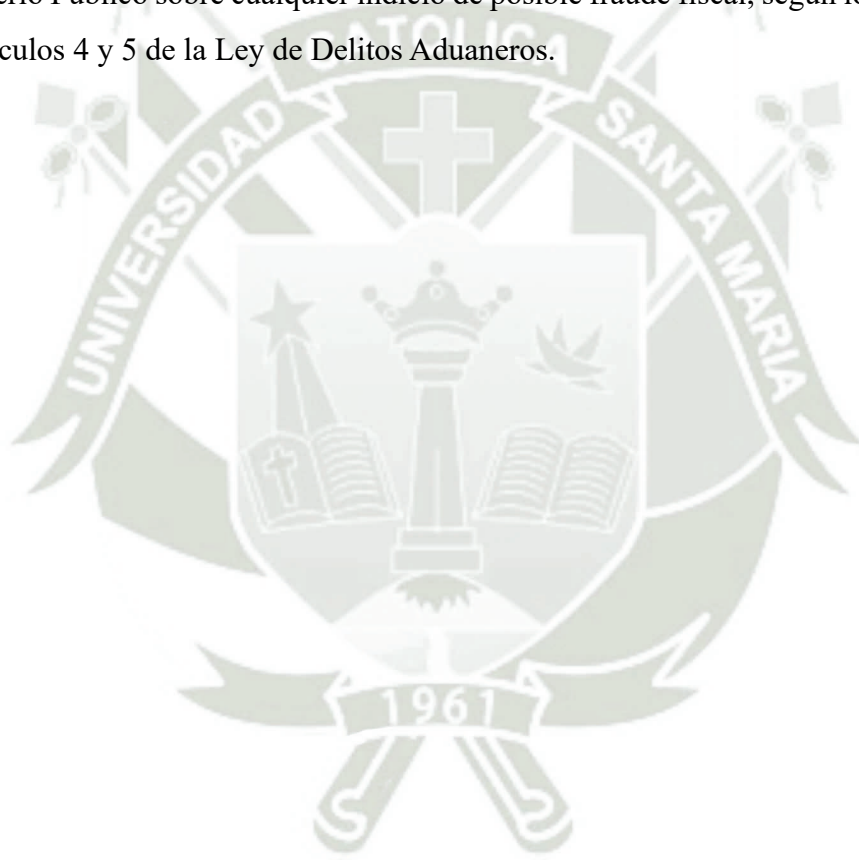 erio Público sobre cualquier indicio de posible fraude fiscal, según lo
culos 4 y 5 de la Ley de Delitos Aduaneros.
CATOLICA
UNIVERSIDAD
SANTA MARIA
1961